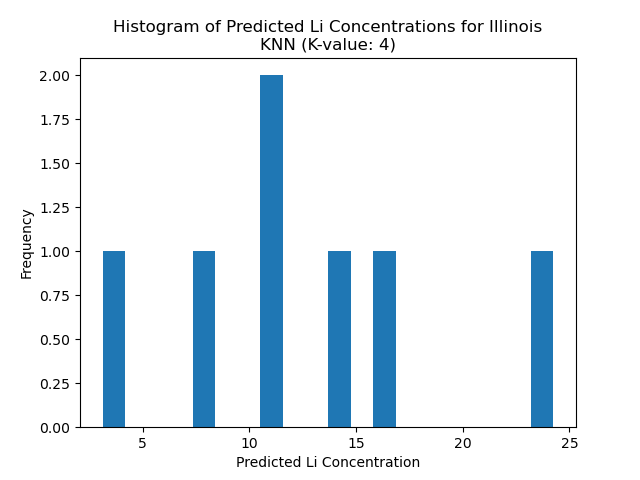 Histogram of Predicted Li Concentrations for Illinois
KNN (K-value: 4)
2.00
1.75
1.50
1.25
1.00
0.75
0.50
0.25
0.00
Frequency
5 10 15 20 25
Predicted Li Concentration